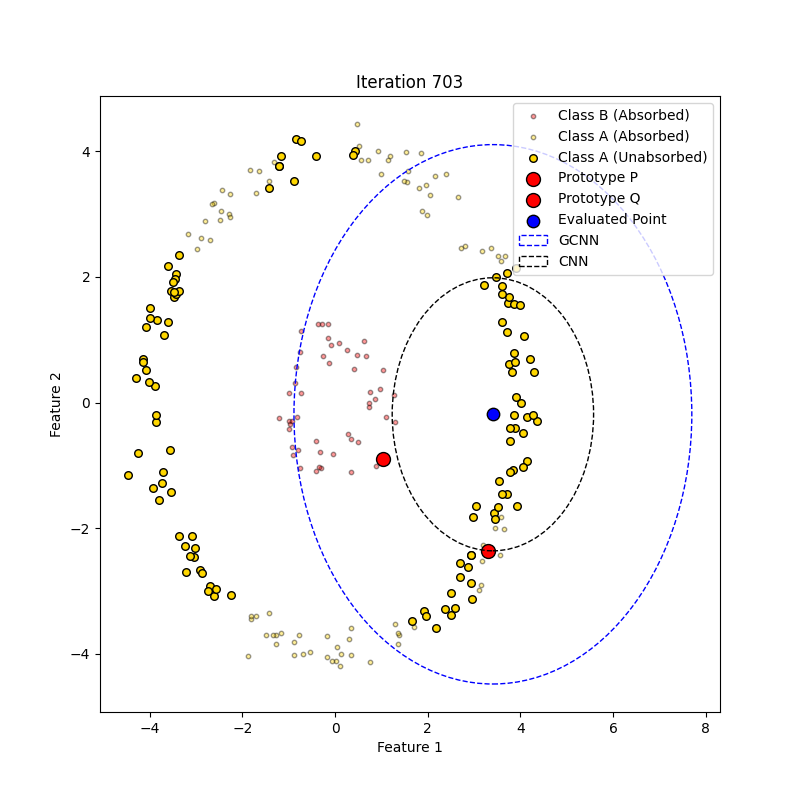 Iteration 703
Class B (Absorbed)
Class A (Absorbed)
Class A (Unabsorbed)
Prototype P
Prototype Q
Evaluated Point
GCNN
CNN
Feature 2
4
2
0
−2
−4
−4
−2
0
2
4
6
8
Feature 1